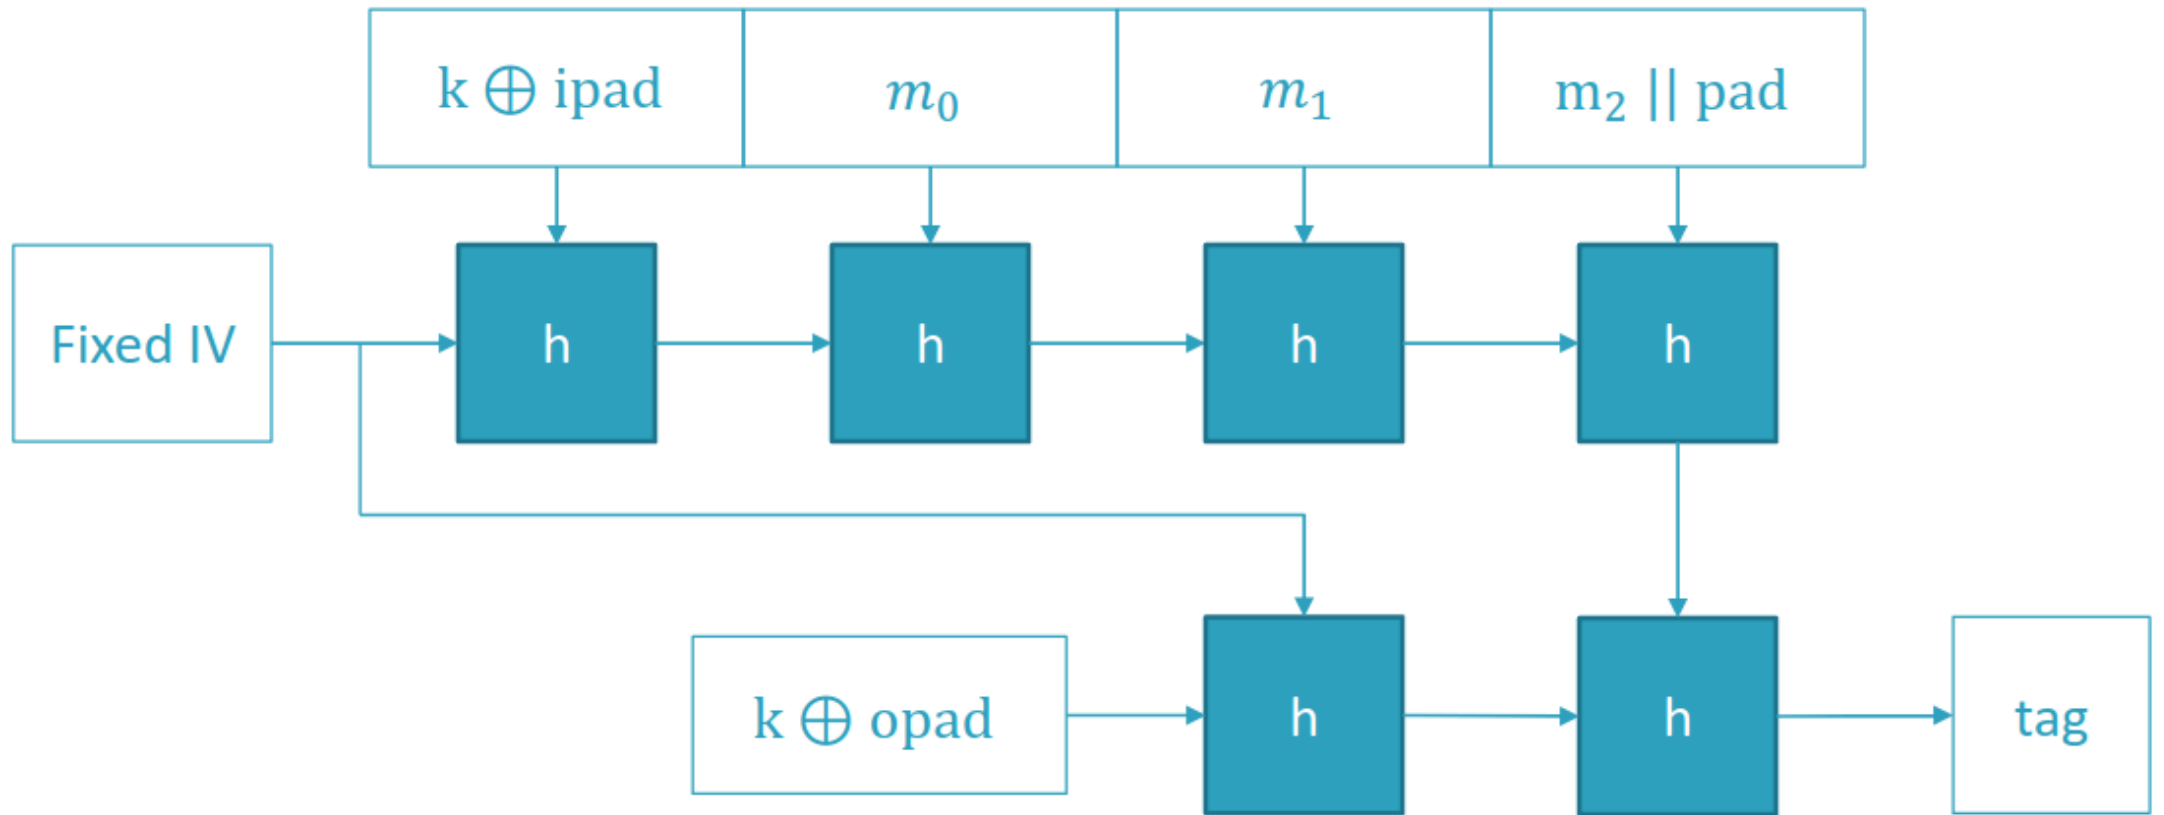 k ⊕ ipad
m₀
m₁
m₂ || pad
Fixed IV
h
h
h
h
k ⊕ opad
h
h
tag